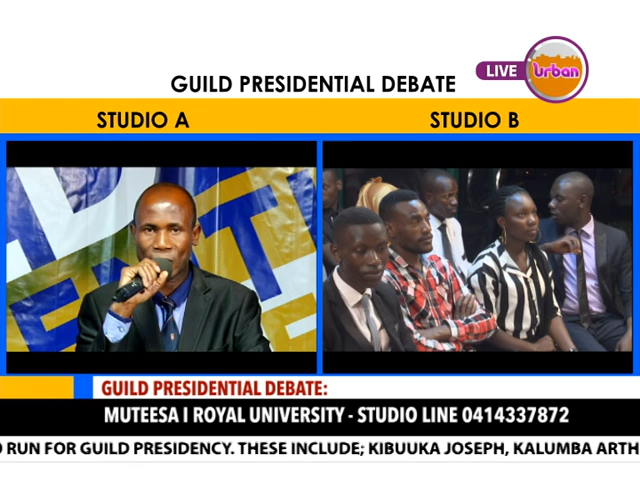 LIVE
urban
GUILD PRESIDENTIAL DEBATE
STUDIO A
STUDIO B
GUILD PRESIDENTIAL DEBATE:
MUTEESA I ROYAL UNIVERSITY - STUDIO LINE 0414337872
O RUN FOR GUILD PRESIDENCY. THESE INCLUDE; KIBUUKA JOSEPH, KALUMBA ARTH